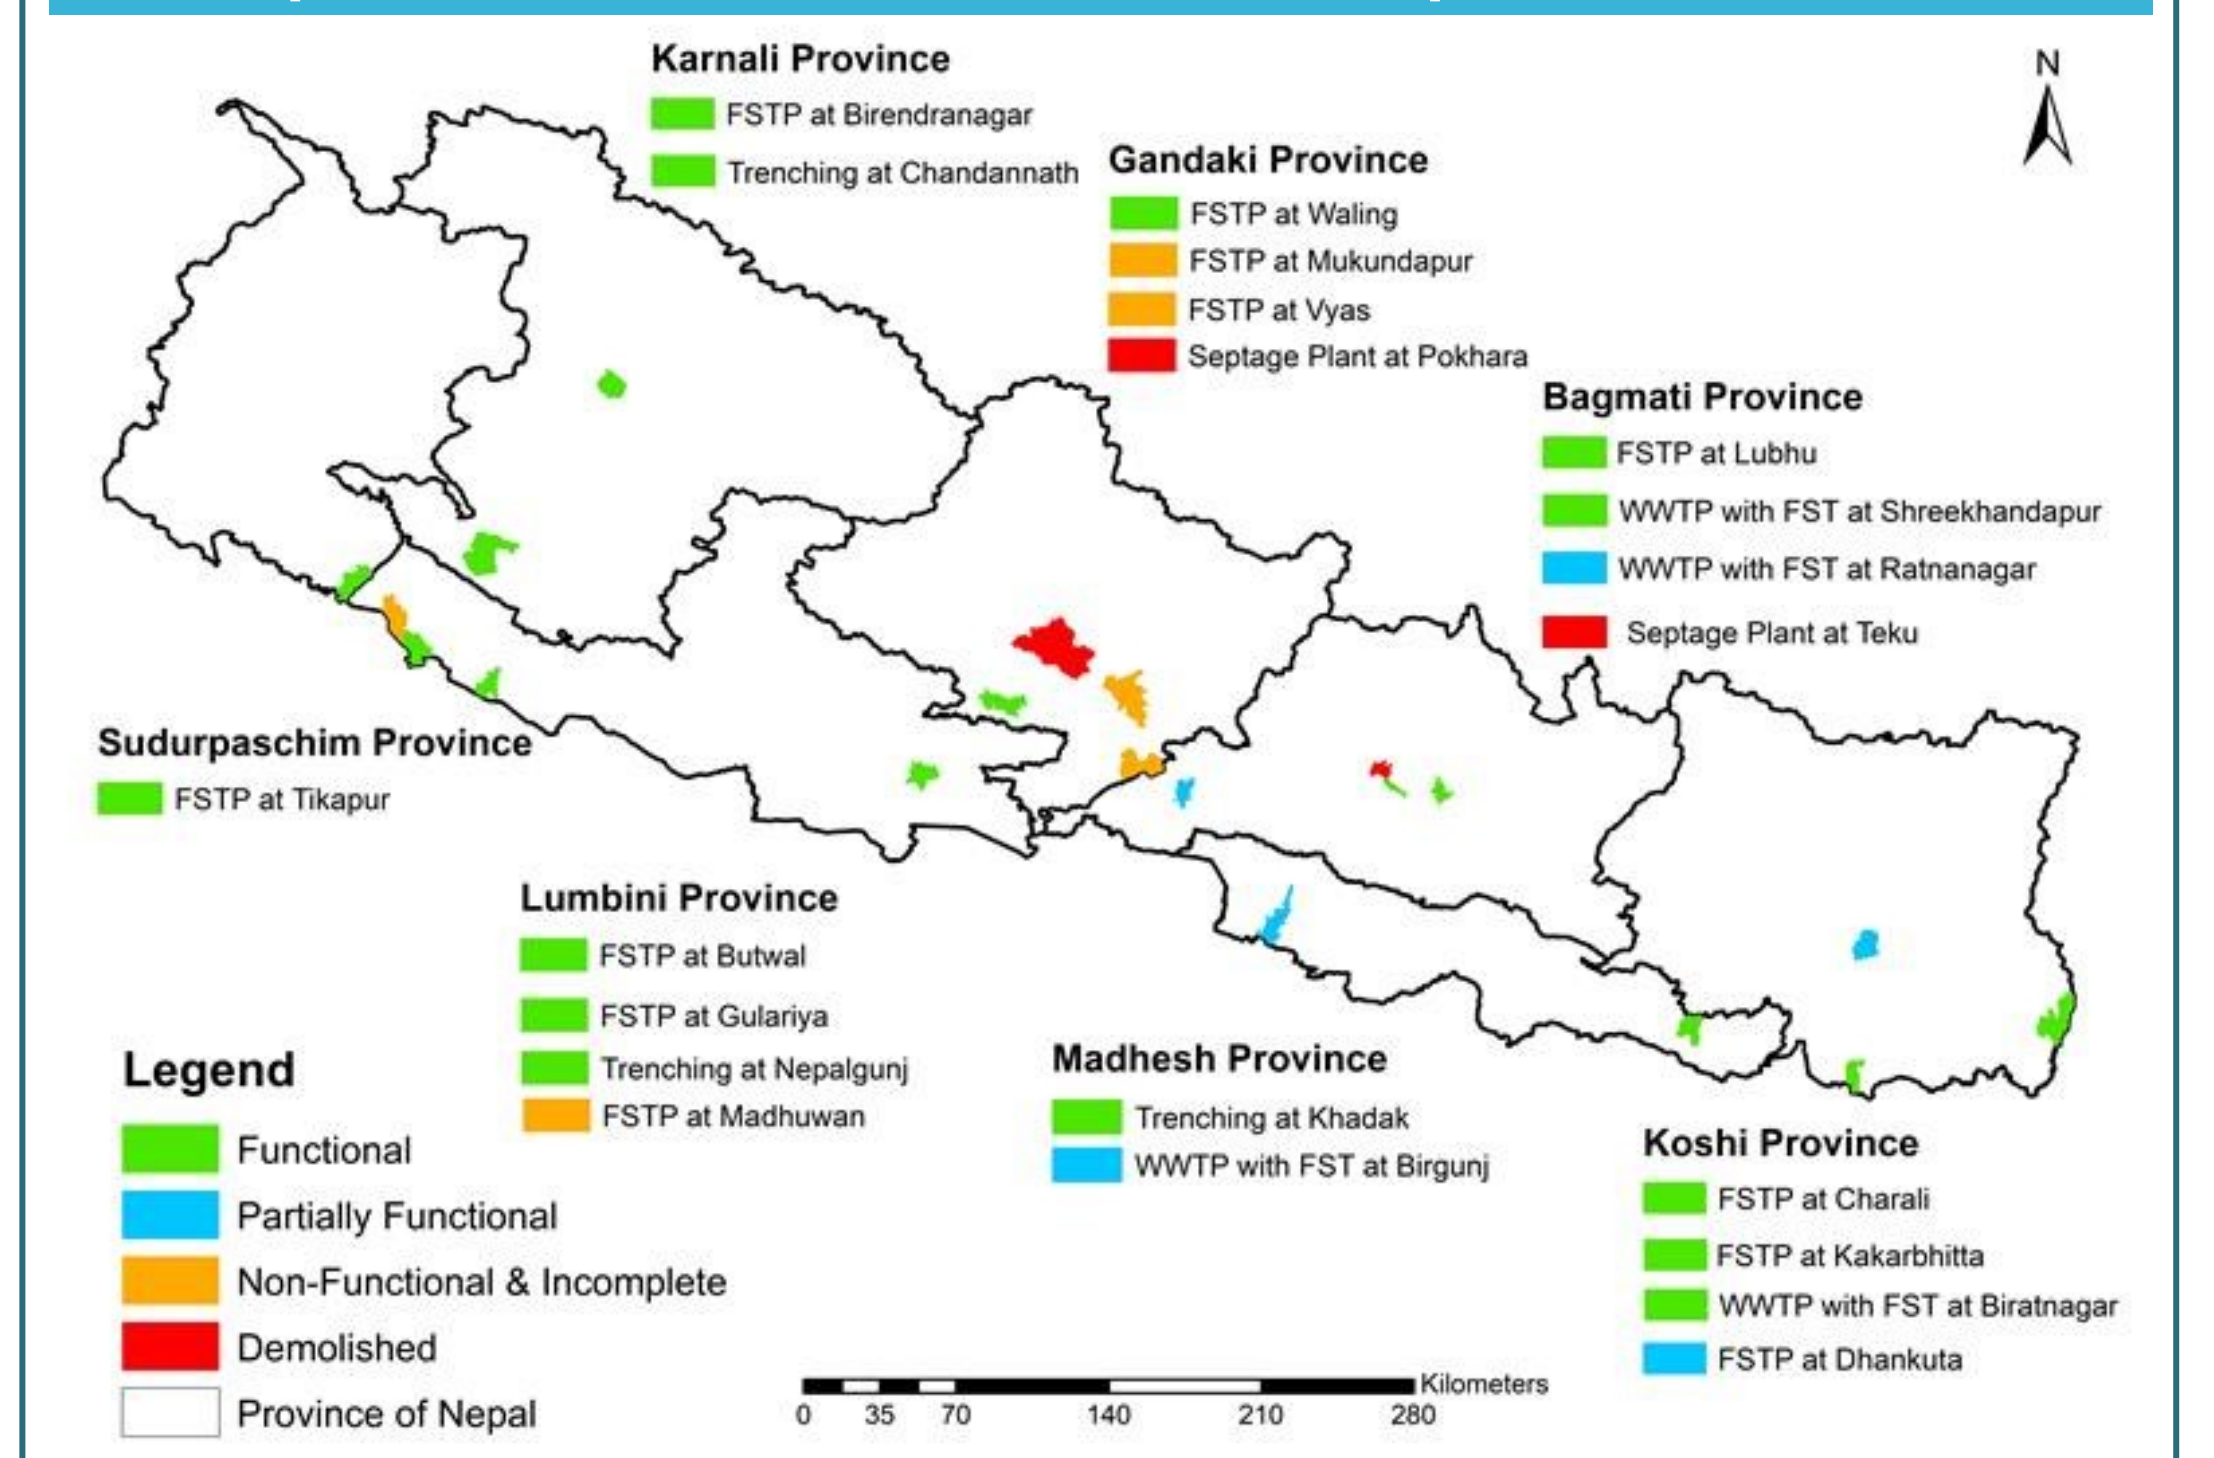 Karnali Province
FSTP at Birendranagar
Trenching at Chandannath
N
Gandaki Province
FSTP at Waling
FSTP at Mukundapur
FSTP at Vyas
Septage Plant at Pokhara
Bagmati Province
FSTP at Lubhu
WWTP with FST at Shreekhandapur
WWTP with FST at Ratnanagar
Septage Plant at Teku
Sudurpaschim Province
FSTP at Tikapur
Lumbini Province
FSTP at Butwal
FSTP at Gulariya
Trenching at Nepalgunj
FSTP at Madhuwan
Madhesh Province
Trenching at Khadak
WWTP with FST at Birgunj
Koshi Province
FSTP at Charali
FSTP at Kakarbhitta
WWTP with FST at Biratnagar
FSTP at Dhankuta
Legend
Functional
Partially Functional
Non-Functional & Incomplete
Demolished
Province of Nepal
Kilometers
0 35 70 140 210 280